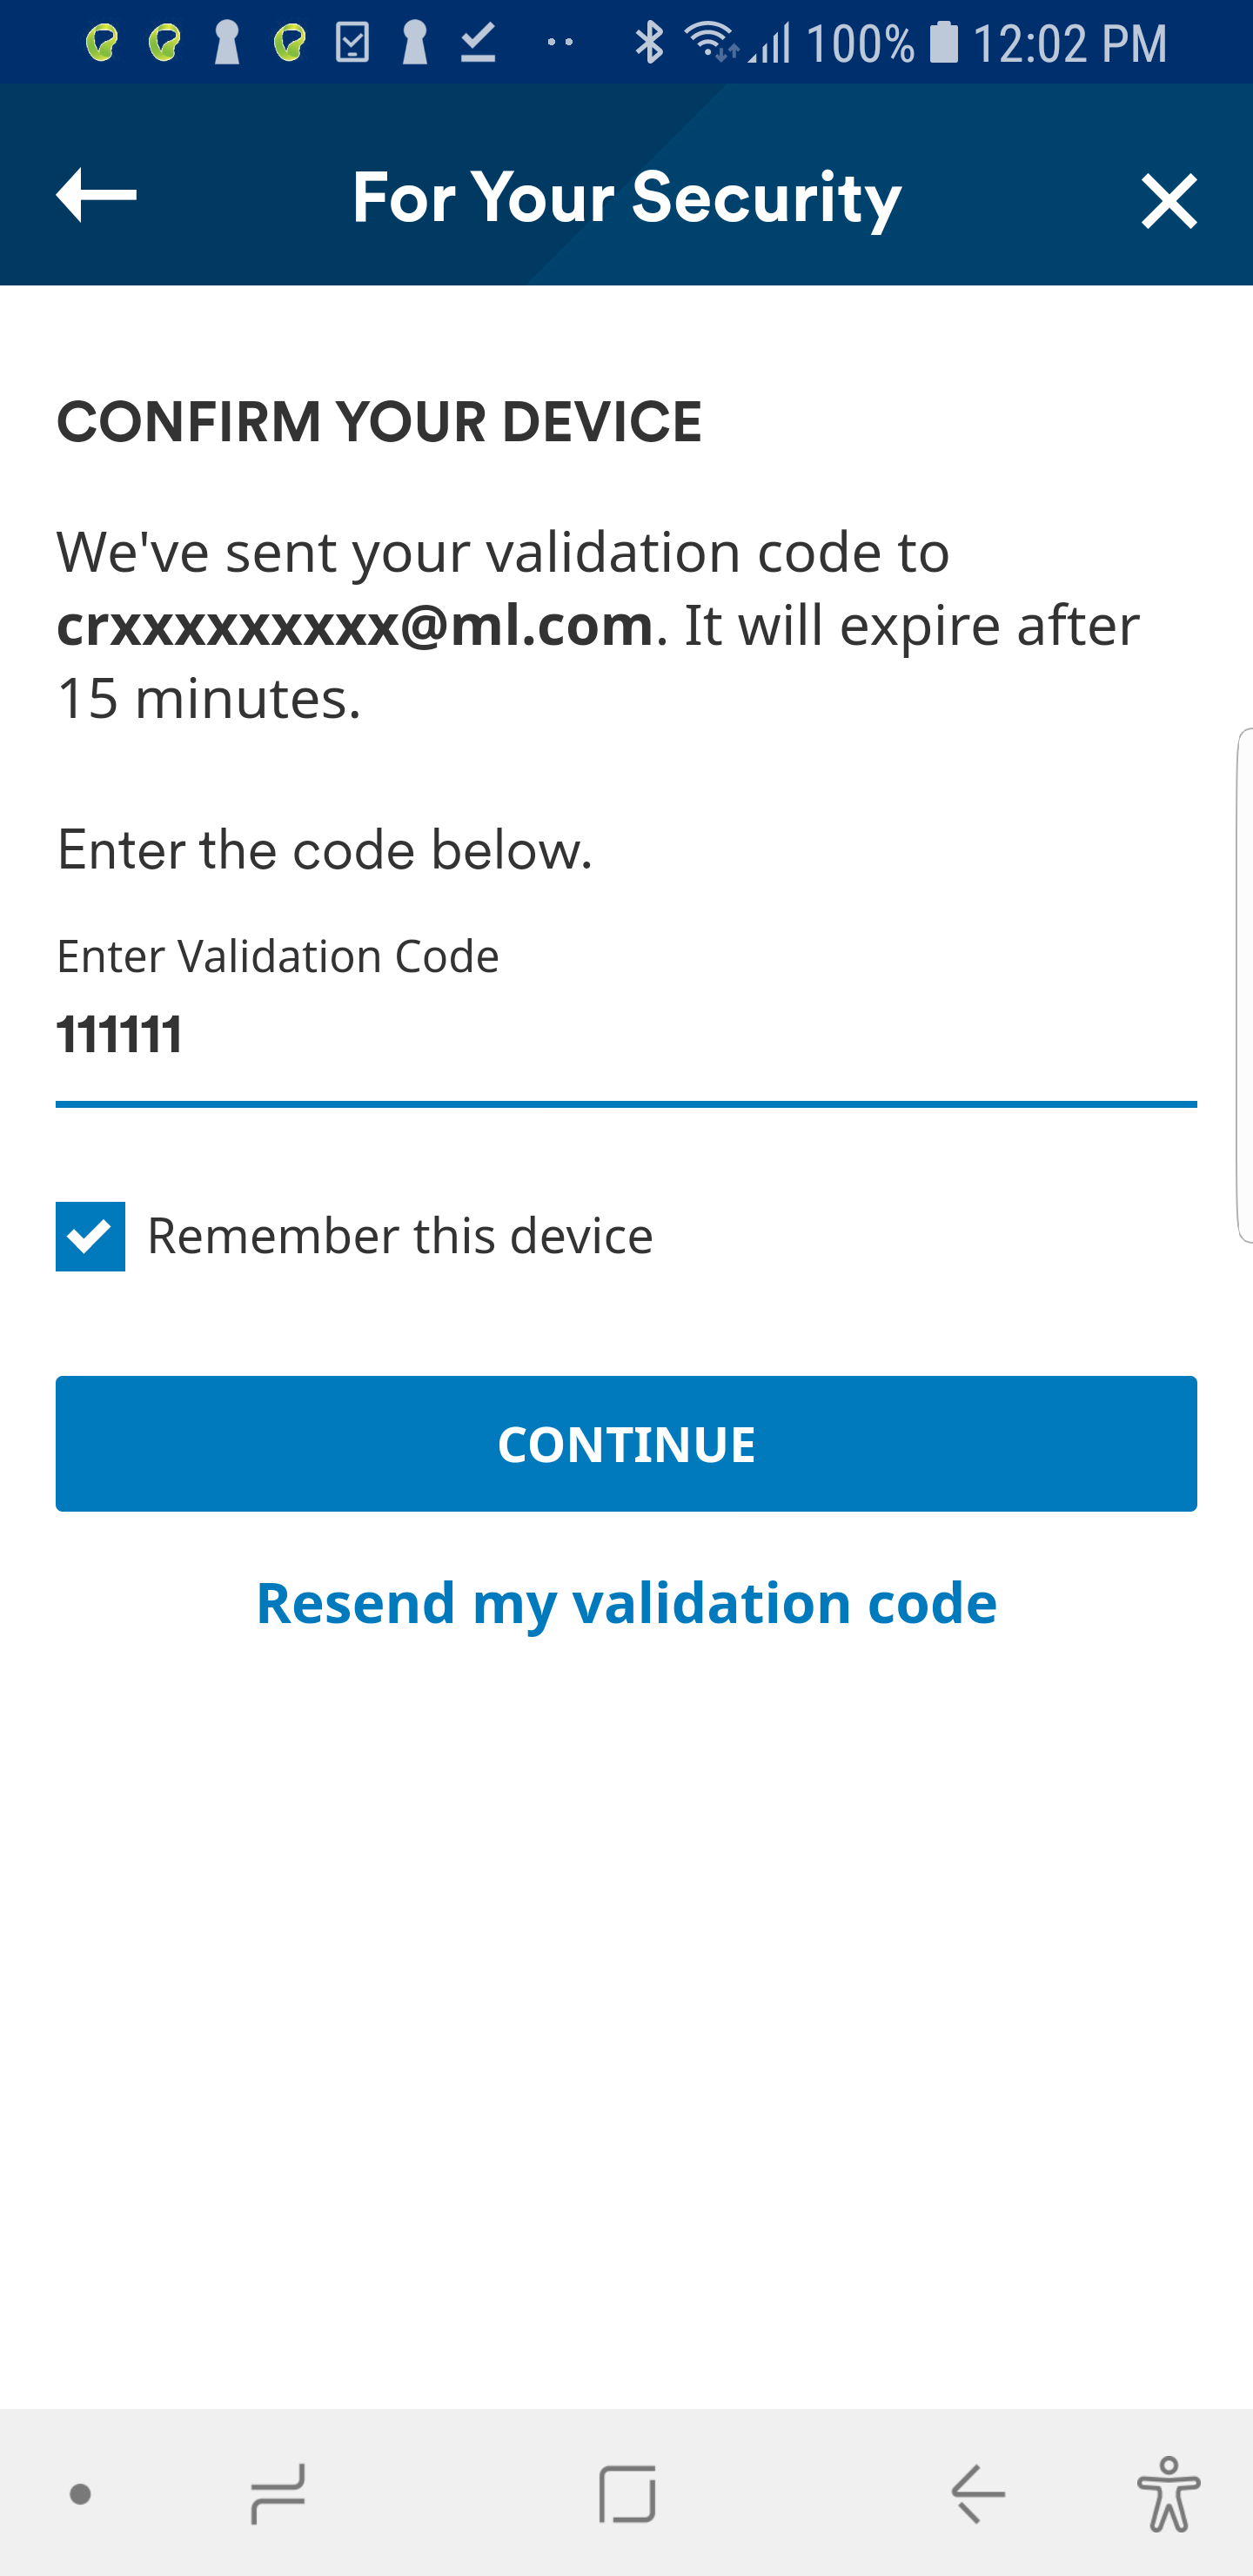 100% 12:02 PM
For Your Security
CONFIRM YOUR DEVICE
We've sent your validation code to
crxxxxxxxxx@ml.com. It will expire after
15 minutes.
Enter the code below.
Enter Validation Code
111111
Remember this device
CONTINUE
Resend my validation code